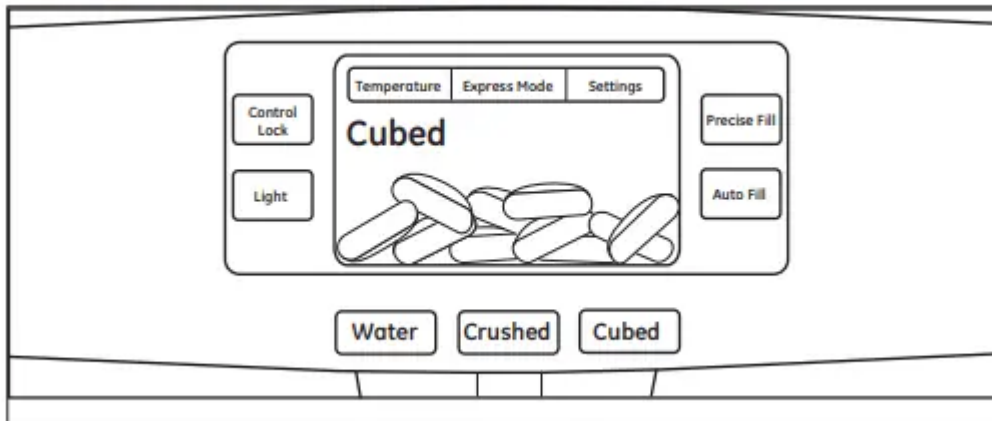 Temperature Express Mode Settings
Control
Lock
Cubed
Precise Fill
Light
Auto Fill
Water Crushed Cubed